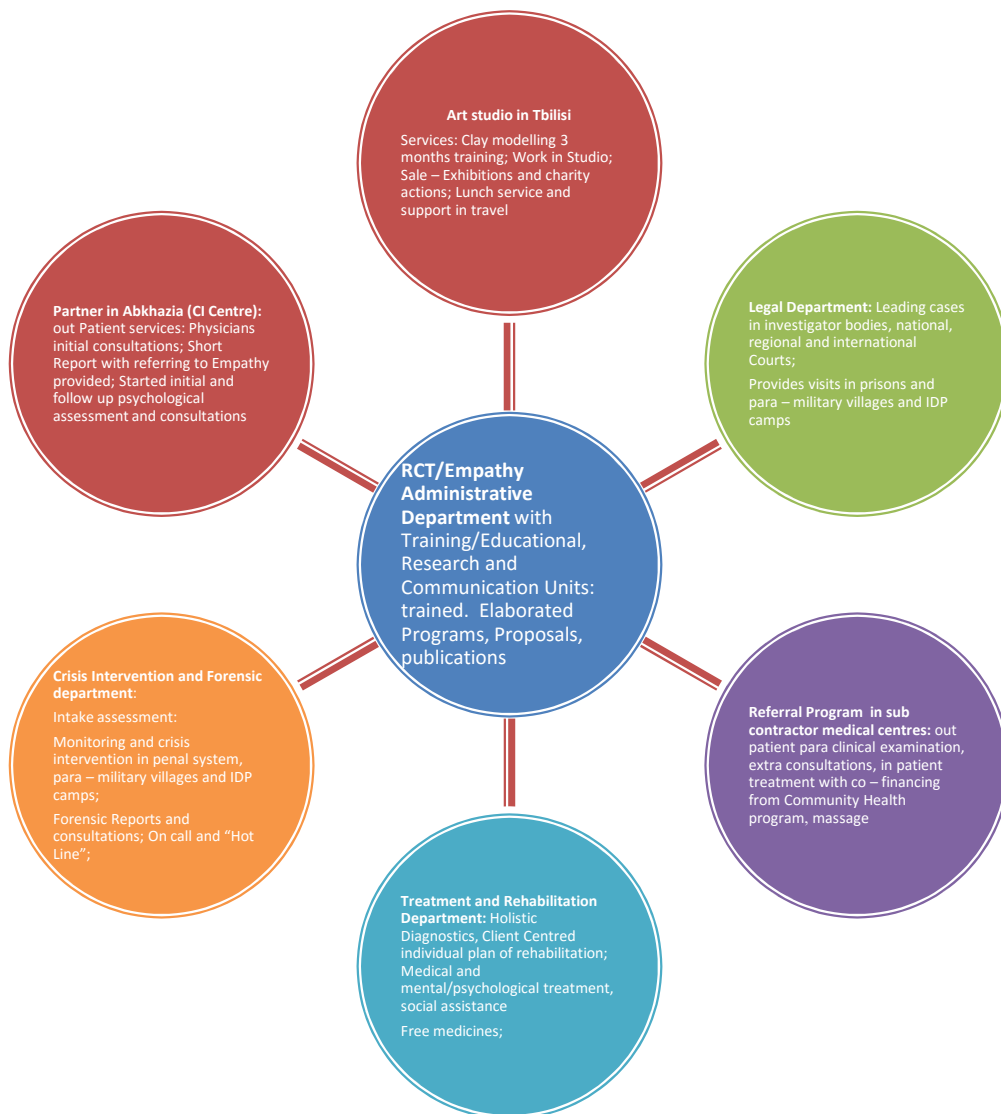 Art studio in Tbilisi
Services: Clay modelling 3
months training; Work in Studio;
Sale – Exhibitions and charity
actions; Lunch service and
support in travel
Partner in Abkhazia (CI Centre):
out Patient services: Physicians
initial consultations; Short
Report with referring to Empathy
provided; Started initial and
follow up psychological
assessment and consultations
Legal Department: Leading cases
in investigator bodies, national,
regional and international
Courts;
Provides visits in prisons and
para – military villages and IDP
camps
RCT/Empathy
Administrative
Department with
Training/Educational,
Research and
Communication Units:
trained.  Elaborated
Programs, Proposals,
publications
Crisis Intervention and Forensic
department:
Intake assessment:
Monitoring and crisis
intervention in penal system,
para – military villages and IDP
camps;
Forensic Reports and
consultations; On call and “Hot
Line”;
Referral Program  in sub
contractor medical centres: out
patient para clinical examination,
extra consultations, in patient
treatment with co – financing
from Community Health
program, massage
Treatment and Rehabilitation
Department: Holistic
Diagnostics, Client Centred
individual plan of rehabilitation;
Medical and
mental/psychological treatment,
social assistance
Free medicines;